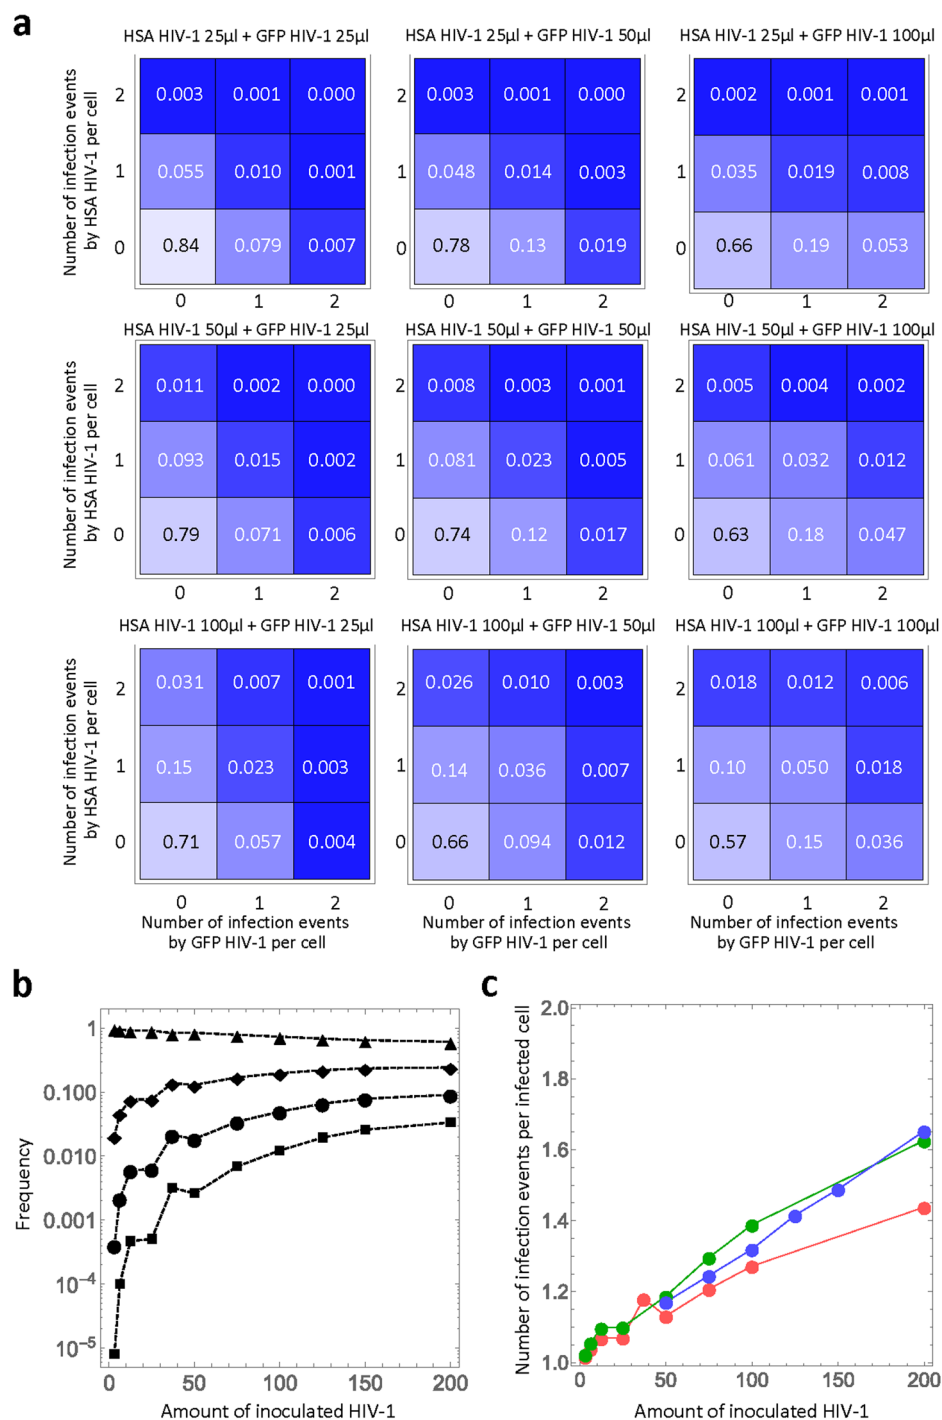 a
HSA HIV-1 25μl + GFP HIV-1 25μl
HSA HIV-1 25μl + GFP HIV-1 50μl
HSA HIV-1 25μl + GFP HIV-1 100μl
Number of infection events
by HSA HIV-1 per cell
2 0.003 0.001 0.000
1 0.055 0.010 0.001
0 0.84 0.079 0.007
0 1 2
2 0.003 0.001 0.000
1 0.048 0.014 0.003
0 0.78 0.13 0.019
0 1 2
2 0.002 0.001 0.001
1 0.035 0.019 0.008
0 0.66 0.19 0.053
0 1 2
HSA HIV-1 50μl + GFP HIV-1 25μl
HSA HIV-1 50μl + GFP HIV-1 50μl
HSA HIV-1 50μl + GFP HIV-1 100μl
Number of infection events
by HSA HIV-1 per cell
2 0.011 0.002 0.000
1 0.093 0.015 0.002
0 0.79 0.071 0.006
0 1 2
2 0.008 0.003 0.001
1 0.081 0.023 0.005
0 0.74 0.12 0.017
0 1 2
2 0.005 0.004 0.002
1 0.061 0.032 0.012
0 0.63 0.18 0.047
0 1 2
HSA HIV-1 100μl + GFP HIV-1 25μl
HSA HIV-1 100μl + GFP HIV-1 50μl
HSA HIV-1 100μl + GFP HIV-1 100μl
Number of infection events
by HSA HIV-1 per cell
2 0.031 0.007 0.001
1 0.15 0.023 0.003
0 0.71 0.057 0.004
0 1 2
Number of infection events
by GFP HIV-1 per cell
2 0.026 0.010 0.003
1 0.14 0.036 0.007
0 0.66 0.094 0.012
0 1 2
Number of infection events
by GFP HIV-1 per cell
2 0.018 0.012 0.006
1 0.10 0.050 0.018
0 0.57 0.15 0.036
0 1 2
Number of infection events
by GFP HIV-1 per cell
b
Frequency
1
0.100
0.010
0.001
10⁻⁴
10⁻⁵
0 50 100 150 200
Amount of inoculated HIV-1
c
Number of infection events per infected cell
2.0
1.8
1.6
1.4
1.2
1.0
0 50 100 150 200
Amount of inoculated HIV-1